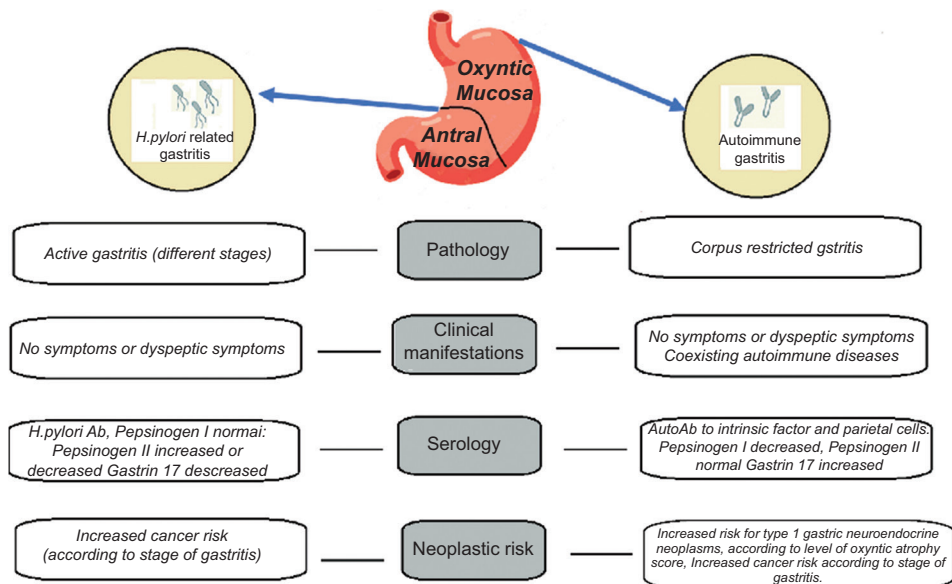 Oxyntic
Mucosa
Antral
Mucosa
H.pylori related
gastritis
Autoimmune
gastritis
Active gastritis (different stages)
Pathology
Corpus restricted gstritis
No symptoms or dyspeptic symptoms
Clinical
manifestations
No symptoms or dyspeptic symptoms
Coexisting autoimmune diseases
H.pylori Ab, Pepsinogen I normai:
Pepsinogen II increased or
decreased Gastrin 17 descreased
Serology
AutoAb to intrinsic factor and parietal cells:
Pepsinogen I decreased, Pepsinogen II
normal Gastrin 17 increased
Increased cancer risk
(according to stage of gastritis)
Neoplastic risk
Increased risk for type 1 gastric neuroendocrine
neoplasms, according to level of oxyntic atrophy
score, Increased cancer risk according to stage of
gastritis.